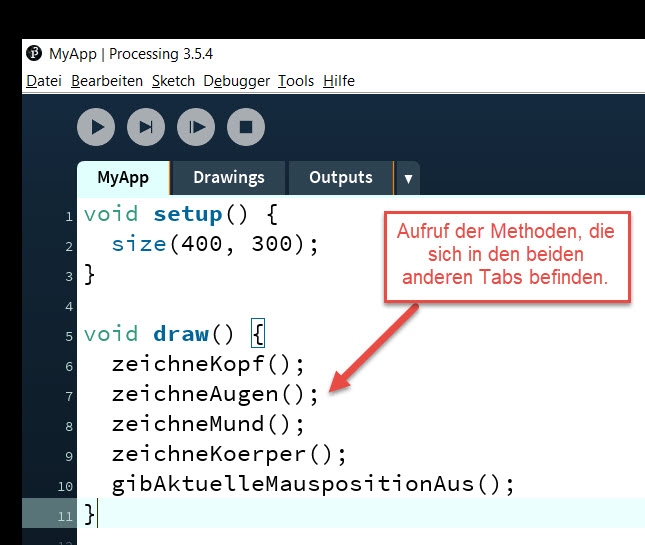 MyApp | Processing 3.5.4
Datei Bearbeiten Sketch Debugger Tools Hilfe
MyApp Drawings Outputs ▼
1 void setup() {
2 size(400, 300);
3 }
4
5 void draw() {
6 zeichneKopf();
7 zeichneAugen();
8 zeichneMund();
9 zeichneKoerper();
10 gibAktuelleMauspositionAus();
11 }
Aufruf der Methoden, die
sich in den beiden
anderen Tabs befinden.